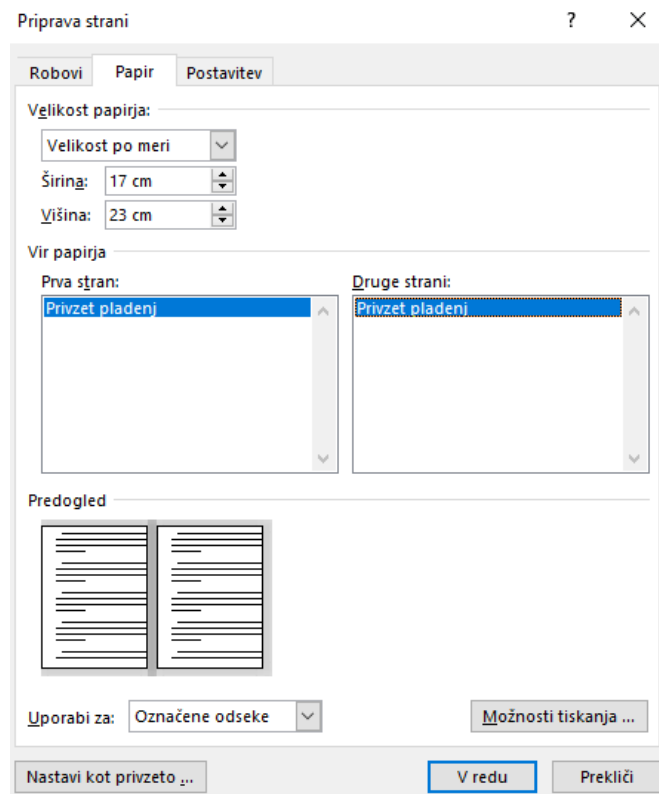 Priprava strani ?
Robovi Papir Postavitev
Velikost papirja:
Velikost po meri
Širina: 17 cm
Višina: 23 cm
Vir papirja
Prva stran: Druge strani:
Privzet pladenj Privzet pladenj
Predogled
Uporabi za: Označene odseke Možnosti tiskanja ...
Nastavi kot privzeto ... V redu Prekliči